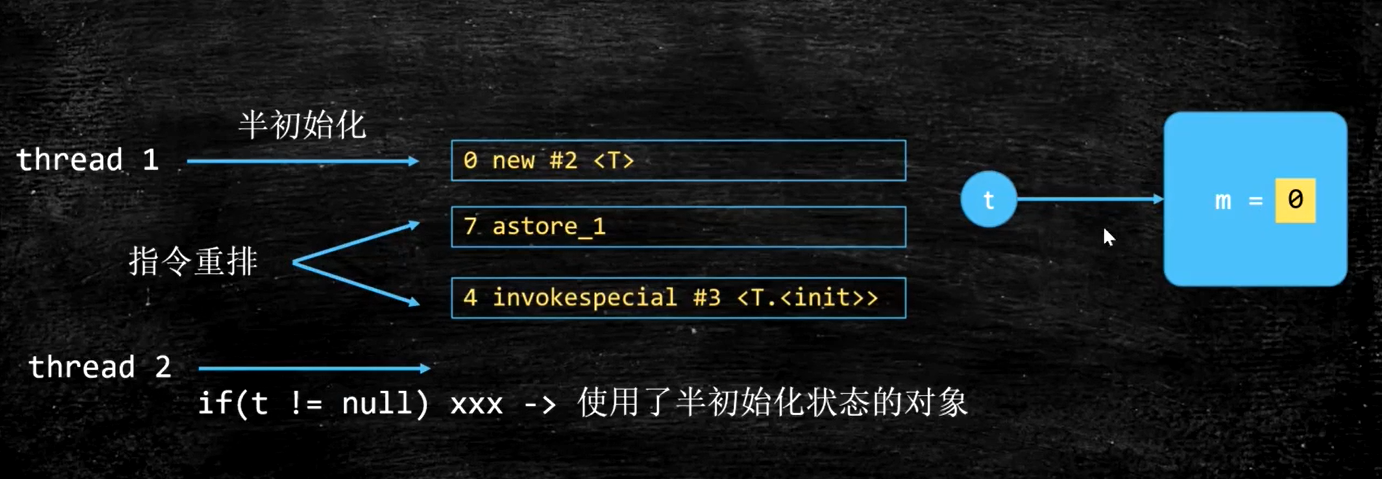 半初始化
thread 1
0 new #2 <T>
7 astore_1
t
m = 0
指令重排
4 invokespecial #3 <T.<init>>
thread 2
if(t != null) xxx -> 使用了半初始化状态的对象